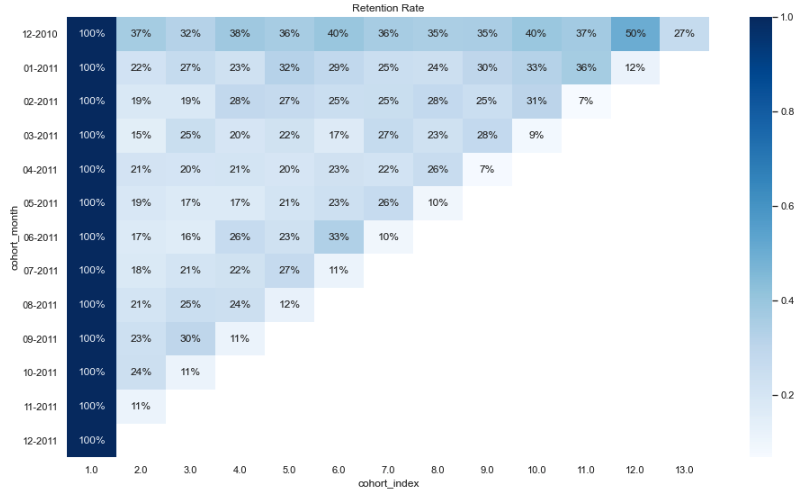 Retention Rate
12-2010 100% 37% 32% 38% 36% 40% 36% 35% 35% 40% 37% 50% 27%
01-2011 100% 22% 27% 23% 32% 29% 25% 24% 30% 33% 36% 12%
02-2011 100% 19% 19% 28% 27% 25% 25% 28% 25% 31% 7%
03-2011 100% 15% 25% 20% 22% 17% 27% 23% 28% 9%
04-2011 100% 21% 20% 21% 20% 23% 22% 26% 7%
05-2011 100% 19% 17% 17% 21% 23% 26% 10%
06-2011 100% 17% 16% 26% 23% 33% 10%
07-2011 100% 18% 21% 22% 27% 11%
08-2011 100% 21% 25% 24% 12%
09-2011 100% 23% 30% 11%
10-2011 100% 24% 11%
11-2011 100% 11%
12-2011 100%
1.0 2.0 3.0 4.0 5.0 6.0 7.0 8.0 9.0 10.0 11.0 12.0 13.0
cohort_index
cohort_month
1.0
0.8
0.6
0.4
0.2